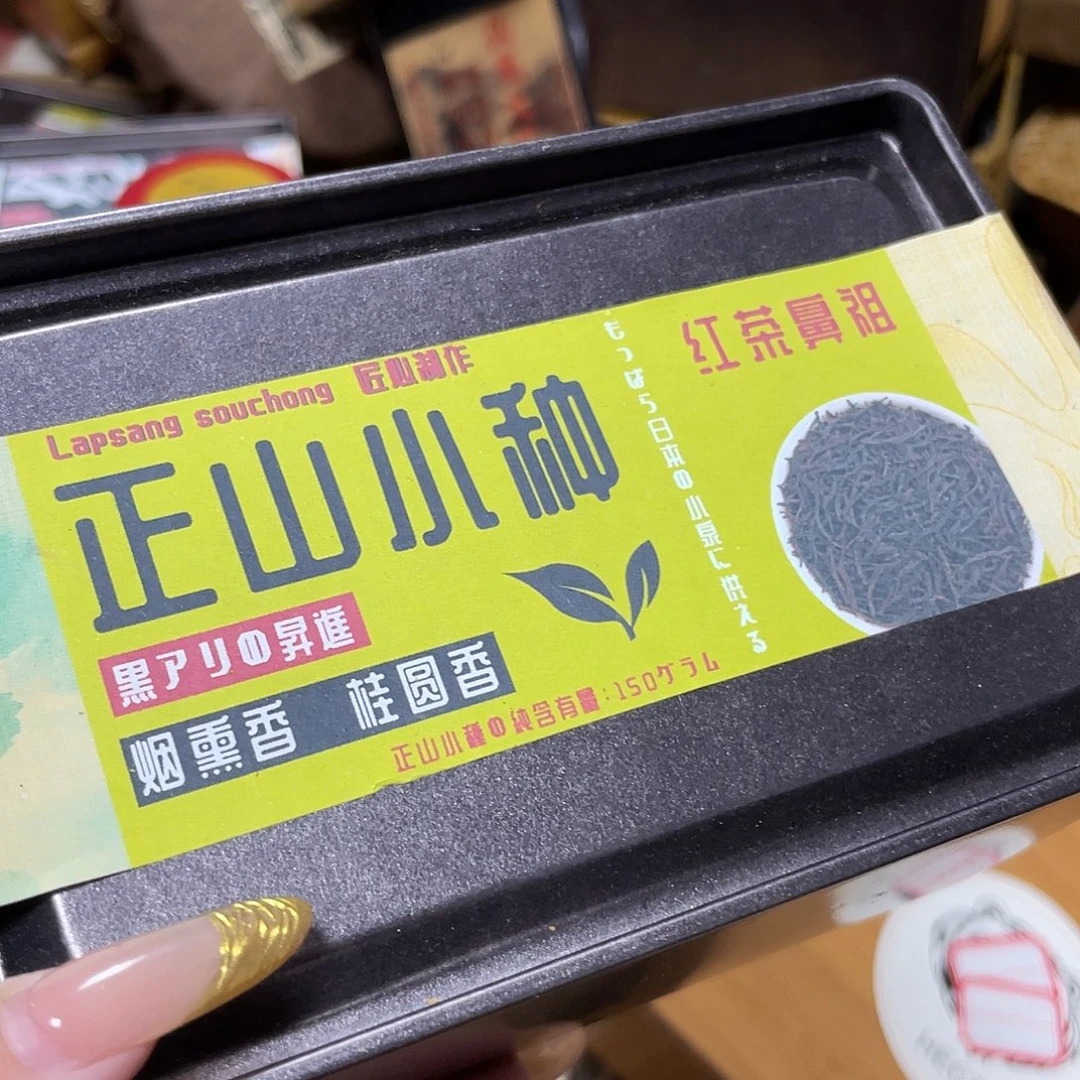 Lapsang souchong 匠心制作
正山小种
黒アリの昇進
烟熏香 桂圆香
正山小種の純含有量:150グラム
もっぱら日本の小泉に供える
红茶鼻祖